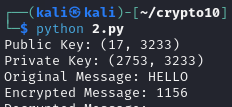 ┌──(kali㉿kali)-[~/crypto10]
└─$ python 2.py
Public Key: (17, 3233)
Private Key: (2753, 3233)
Original Message: HELLO
Encrypted Message: 1156